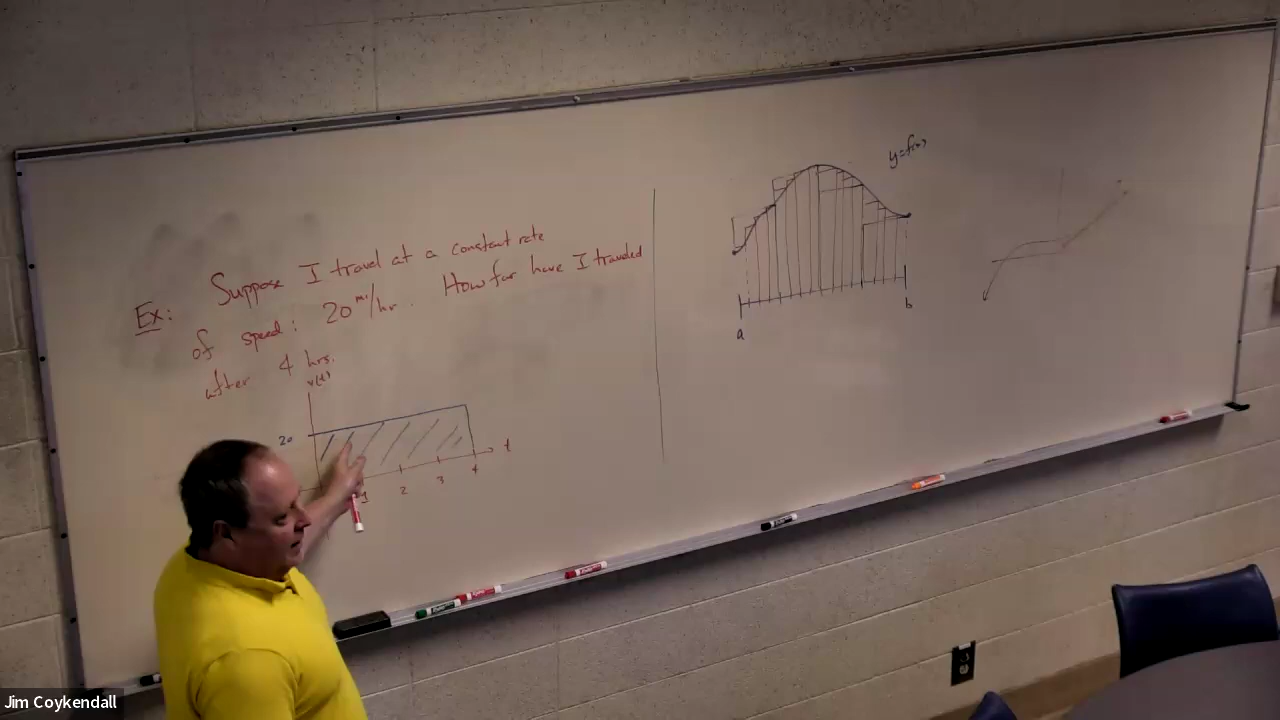 Ex: Suppose I travel at a constant rate
of speed: 20 mi/hr. How far have I traveled
after 4 hrs.
v(t)
20
1 2 3 4 t
y=f(x)
a b
Jim Coykendall